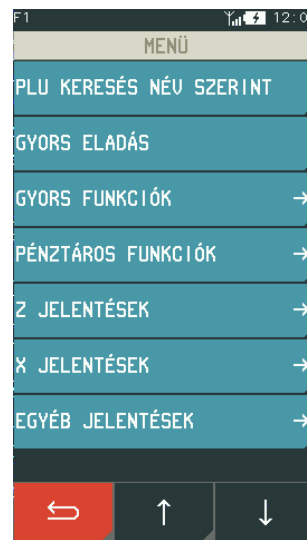 F1 12:0
MENÜ
PLU KERESÉS NÉV SZERINT
GYORS ELADÁS
GYORS FUNKCIÓK
PÉNZTÁROS FUNKCIÓK
Z JELENTÉSEK
X JELENTÉSEK
EGYÉB JELENTÉSEK